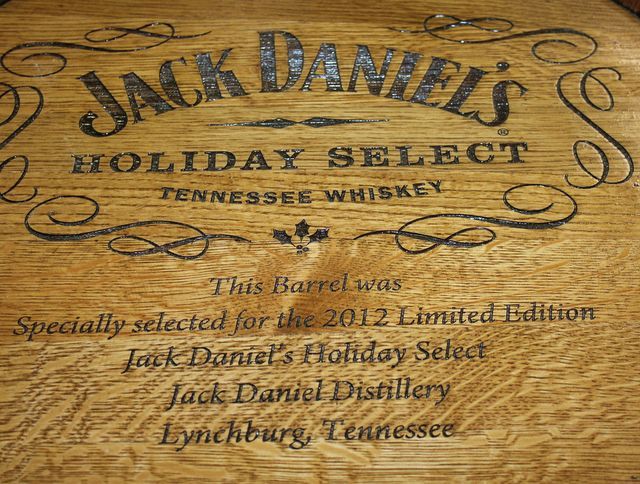 JACK DANIEL'S®
HOLIDAY SELECT
TENNESSEE WHISKEY
This Barrel was
Specially selected for the 2012 Limited Edition
Jack Daniel's Holiday Select
Jack Daniel Distillery
Lynchburg, Tennessee